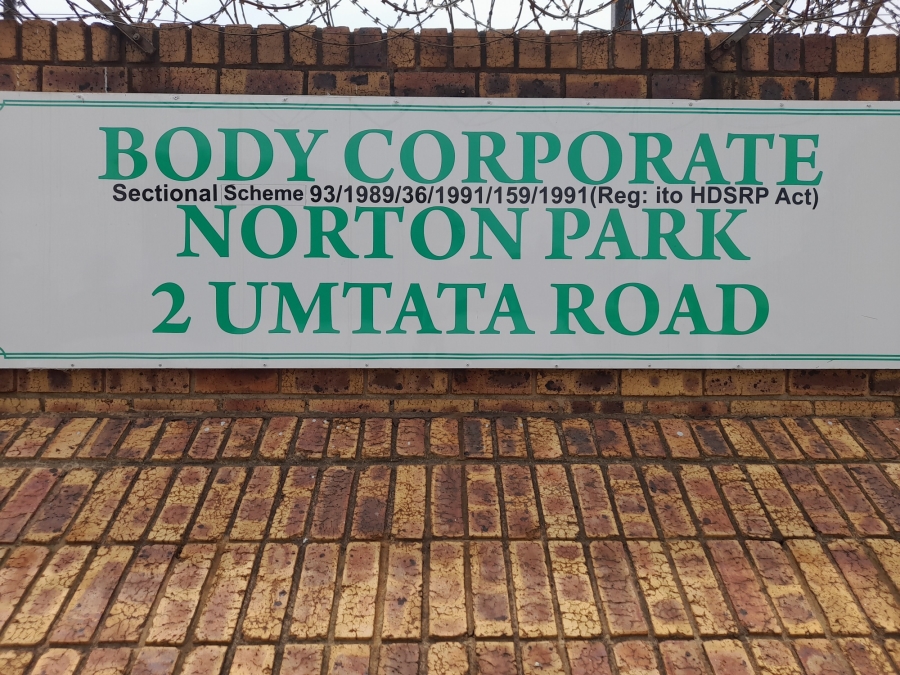 BODY CORPORATE
Sectional Scheme 93/1989/36/1991/159/1991(Reg: ito HDSRP Act)
NORTON PARK
2 UMTATA ROAD